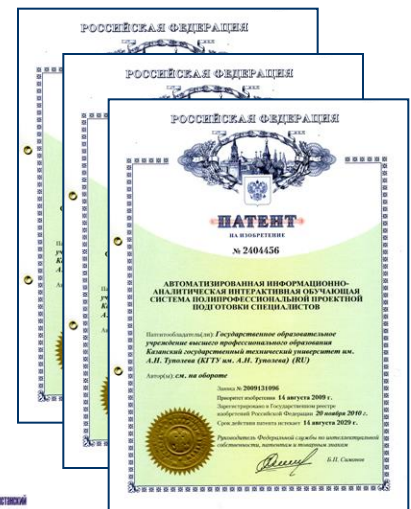 РОССИЙСКАЯ ФЕДЕРАЦИЯ
РОССИЙСКАЯ ФЕДЕРАЦИЯ
РОССИЙСКАЯ ФЕДЕРАЦИЯ
ПАТЕНТ
НА ИЗОБРЕТЕНИЕ
№ 2404456
АВТОМАТИЗИРОВАННАЯ ИНФОРМАЦИОННО-
АНАЛИТИЧЕСКАЯ ИНТЕРАКТИВНАЯ ОБУЧАЮЩАЯ
СИСТЕМА ПОЛИПРОФЕССИОНАЛЬНОЙ ПРОЕКТНОЙ
ПОДГОТОВКИ СПЕЦИАЛИСТОВ
Патентообладатель(ли): Государственное образовательное
учреждение высшего профессионального образования
Казанский государственный технический университет им.
А.Н. Туполева (КГТУ им. А.Н. Туполева) (RU)
Автор(ы): см. на обороте
Заявка № 2009131096
Приоритет изобретения 14 августа 2009 г.
Зарегистрировано в Государственном реестре
изобретений Российской Федерации 20 ноября 2010 г.
Срок действия патента истекает 14 августа 2029 г.
Руководитель Федеральной службы по интеллектуальной
собственности, патентам и товарным знакам
Б.П. Симонов